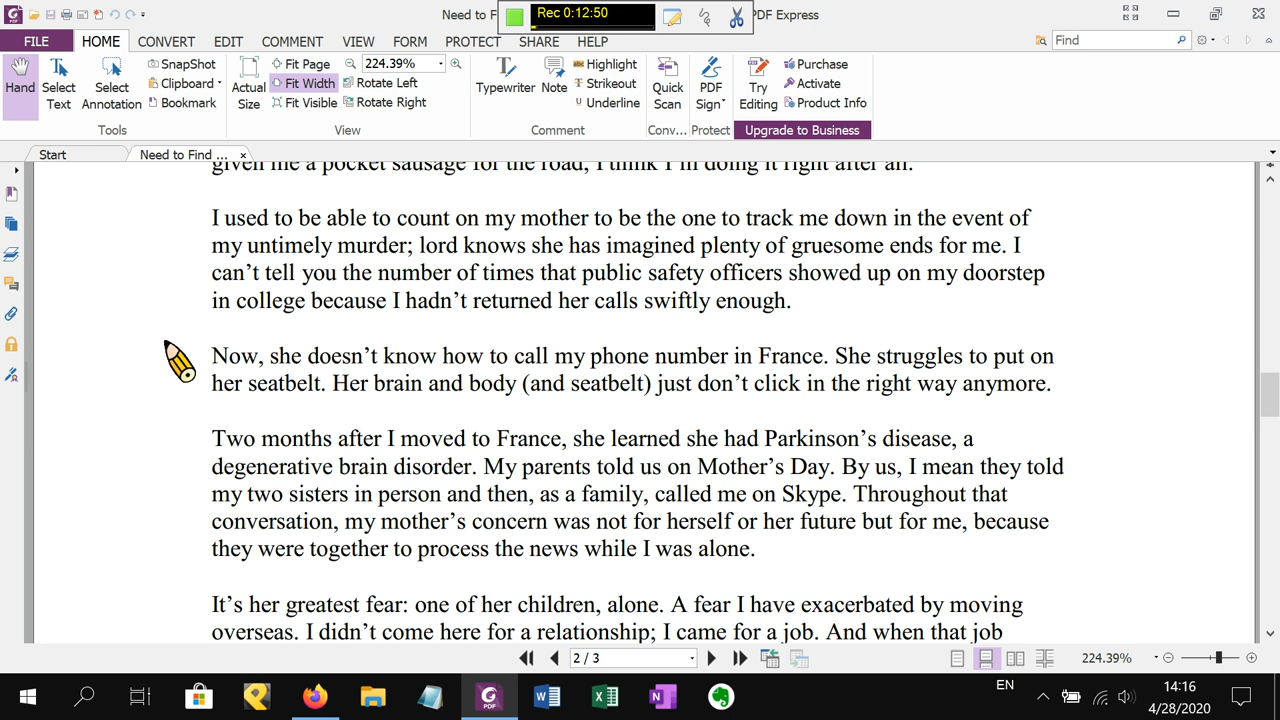 Need to F
Rec 0:12:50
PDF Express
FILE HOME CONVERT EDIT COMMENT VIEW FORM PROTECT SHARE HELP
Find
Hand
Select Text
Select Annotation
SnapShot
Clipboard
Bookmark
Tools
Actual Size
Fit Page
Fit Width
Fit Visible
224.39%
Rotate Left
Rotate Right
View
Typewriter
Note
Highlight
Strikeout
Underline
Comment
Quick Scan
Conv...
PDF Sign
Protect
Try Editing
Purchase
Activate
Product Info
Upgrade to Business
Start
Need to Find ...
given me a pocket sausage for the road, I think I'm doing it right after all.
I used to be able to count on my mother to be the one to track me down in the event of
my untimely murder; lord knows she has imagined plenty of gruesome ends for me. I
can't tell you the number of times that public safety officers showed up on my doorstep
in college because I hadn't returned her calls swiftly enough.
Now, she doesn't know how to call my phone number in France. She struggles to put on
her seatbelt. Her brain and body (and seatbelt) just don't click in the right way anymore.
Two months after I moved to France, she learned she had Parkinson's disease, a
degenerative brain disorder. My parents told us on Mother's Day. By us, I mean they told
my two sisters in person and then, as a family, called me on Skype. Throughout that
conversation, my mother's concern was not for herself or her future but for me, because
they were together to process the news while I was alone.
It's her greatest fear: one of her children, alone. A fear I have exacerbated by moving
overseas. I didn't come here for a relationship; I came for a job. And when that job
2 / 3
224.39%
EN
14:16
4/28/2020